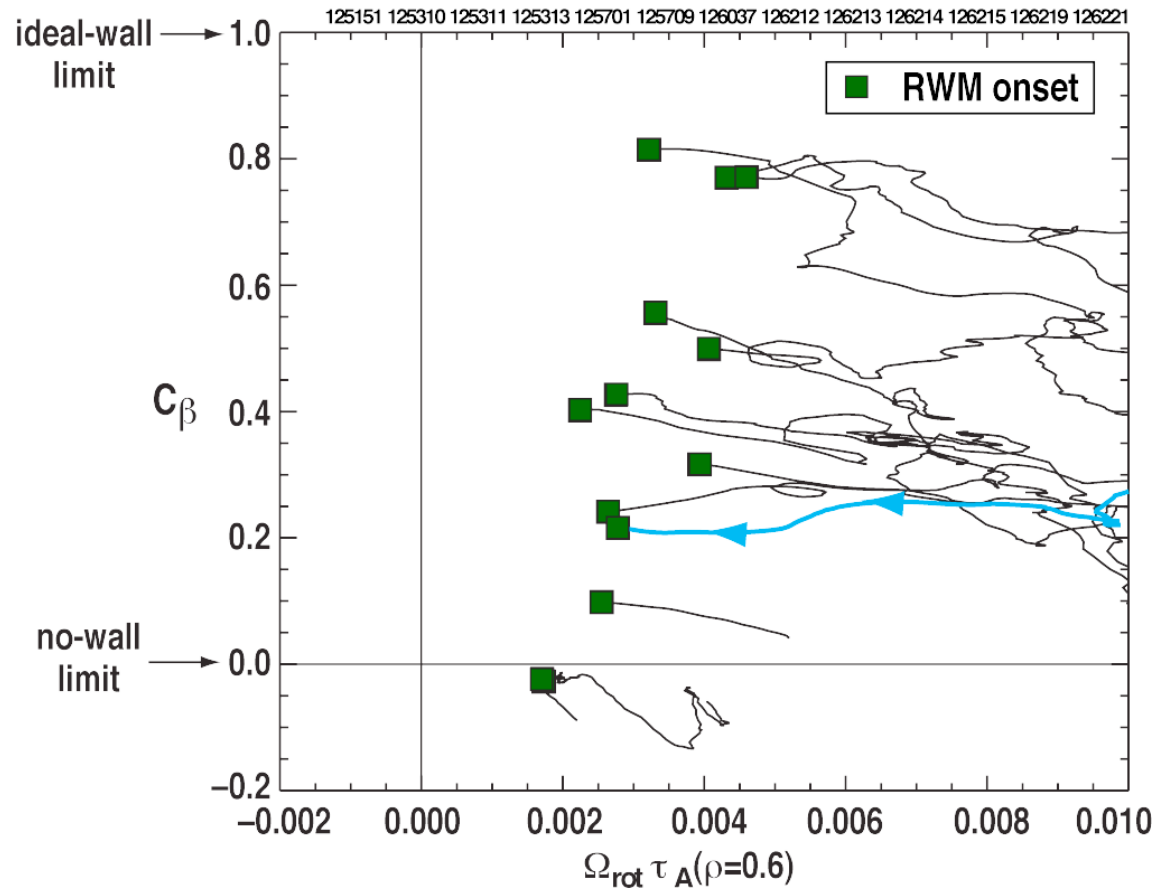 125151 125310 125311 125313 125701 125709 126037 126212 126213 126214 126215 126219 126221
ideal-wall
limit
1.0
RWM onset
0.8
0.6
Cβ
0.4
0.2
no-wall
limit
0.0
−0.2
−0.002 0.000 0.002 0.004 0.006 0.008 0.010
Ωrot τA(ρ=0.6)